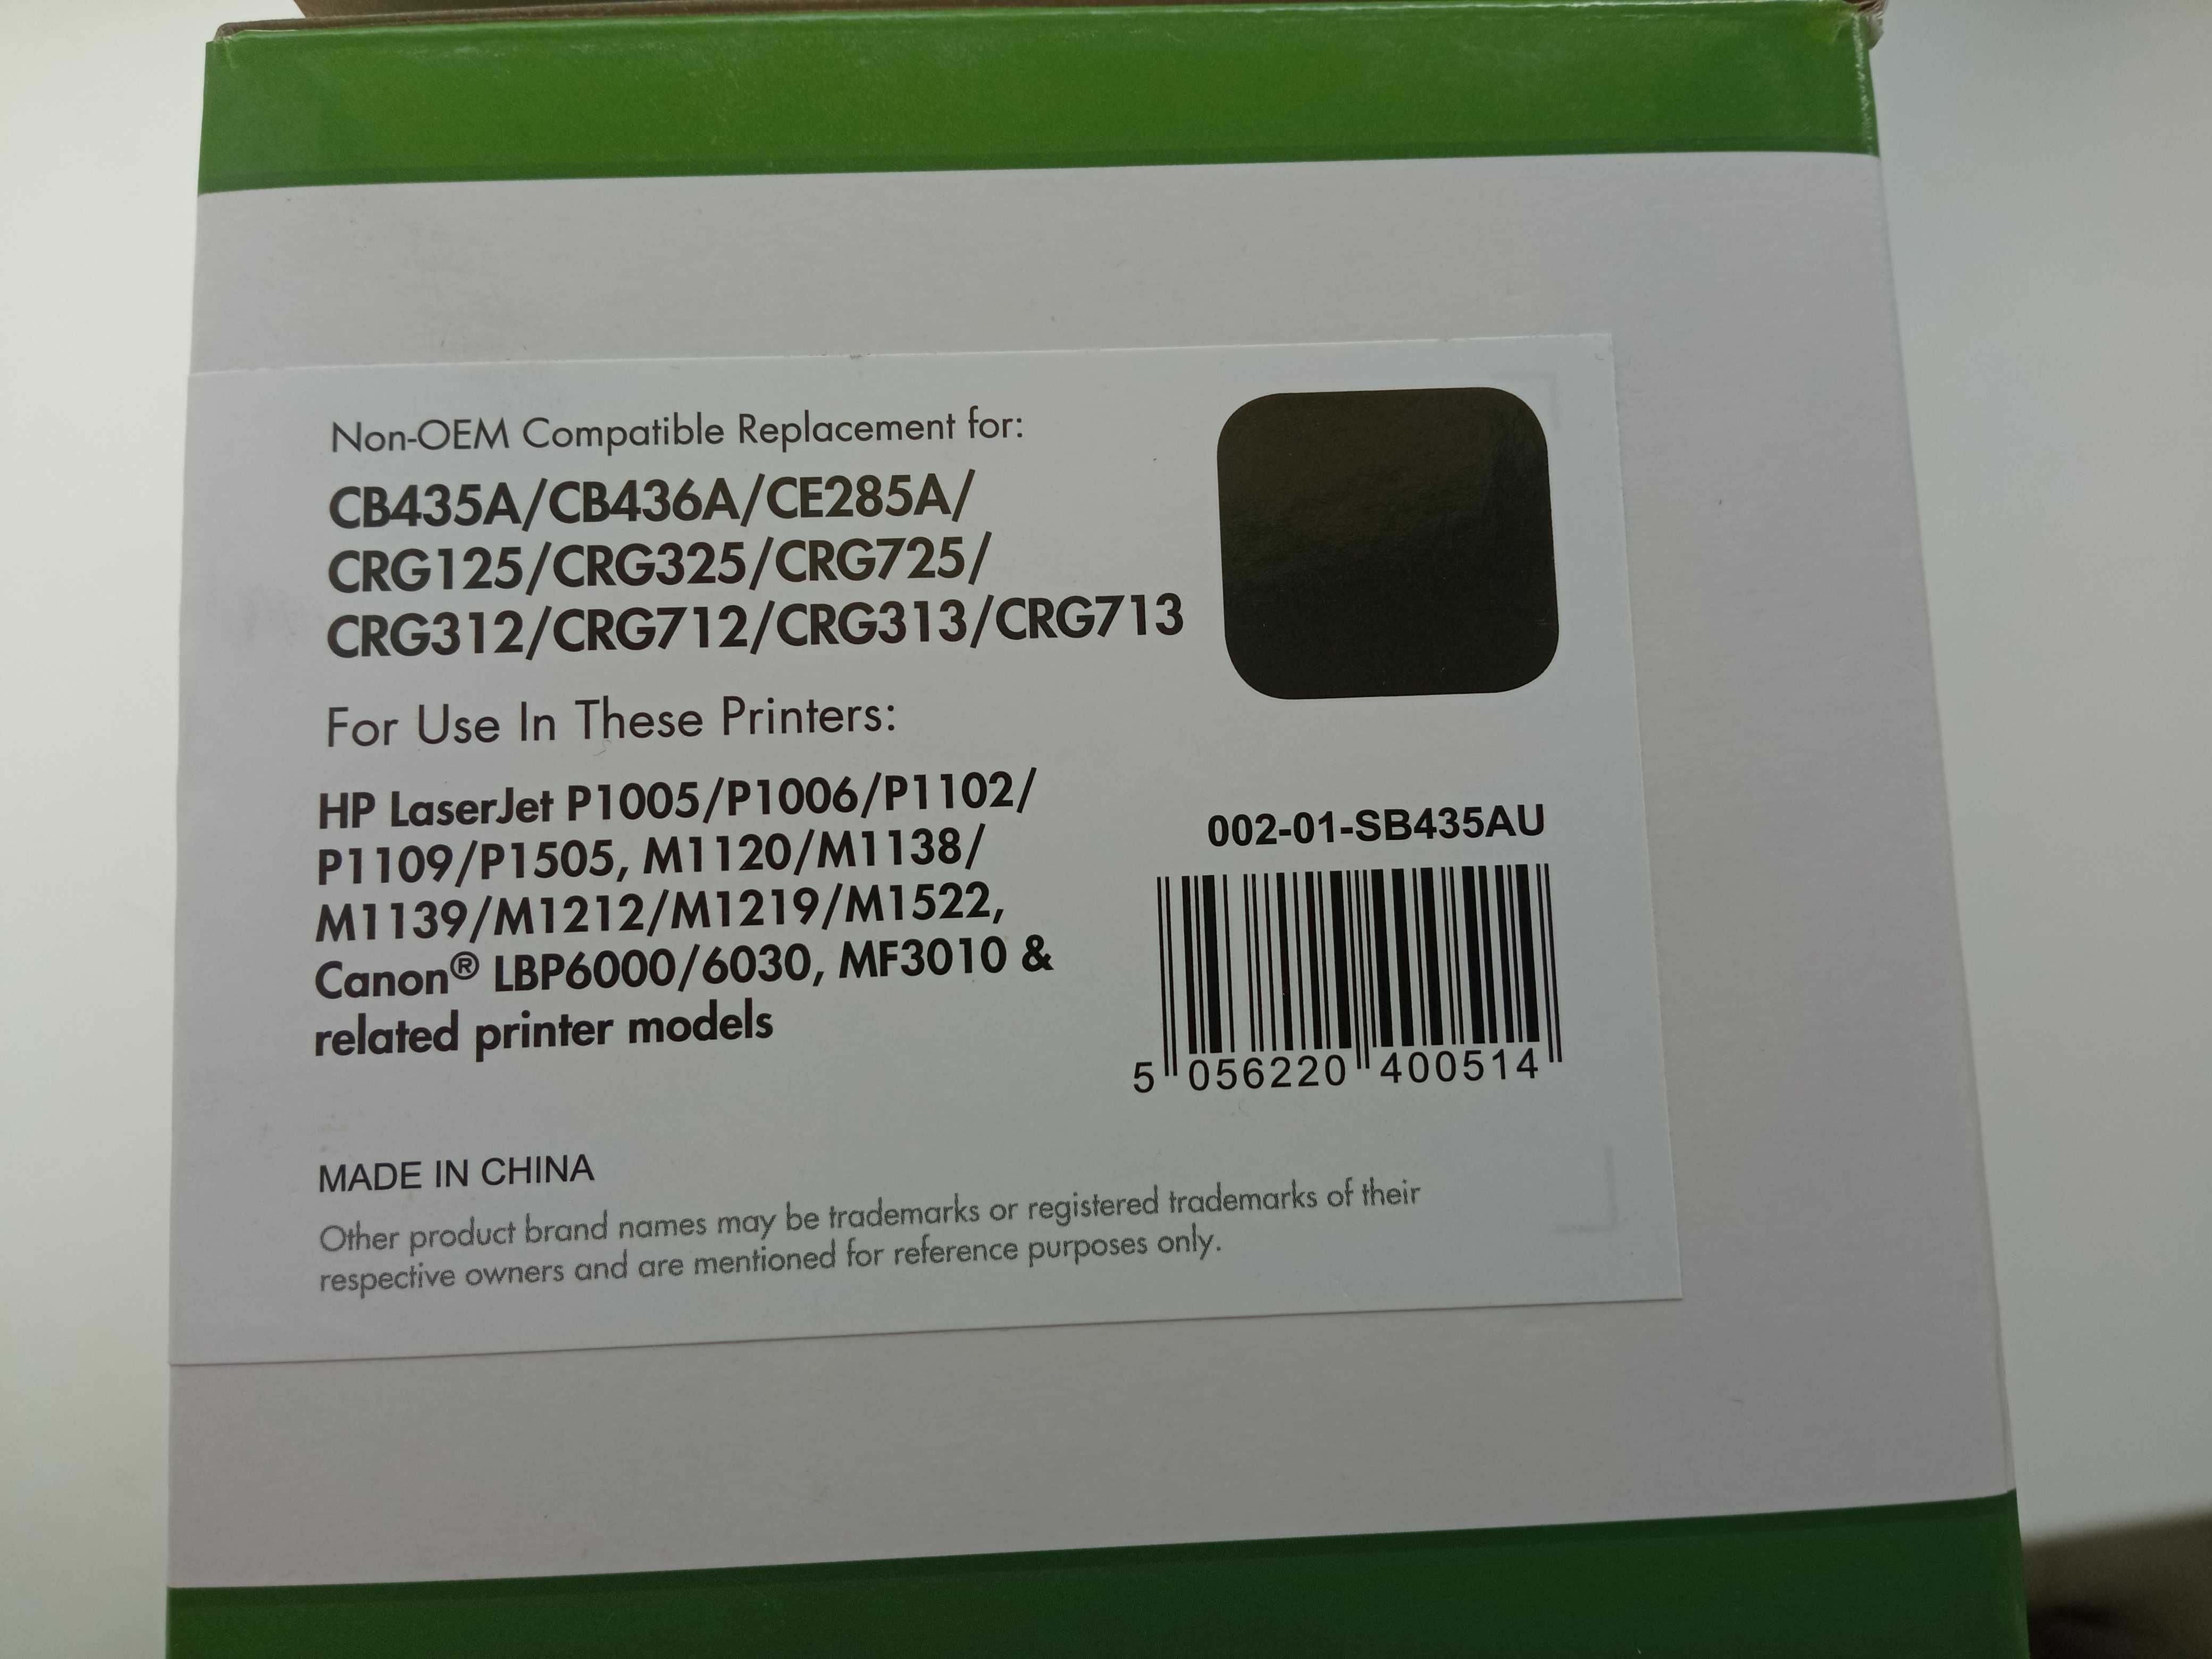 Non-OEM Compatible Replacement for:
CB435A/CB436A/CE285A/
CRG125/CRG325/CRG725/
CRG312/CRG712/CRG313/CRG713
For Use In These Printers:
HP LaserJet P1005/P1006/P1102/
P1109/P1505, M1120/M1138/
M1139/M1212/M1219/M1522,
Canon® LBP6000/6030, MF3010 &
related printer models
002-01-SB435AU
5 056220 400514
MADE IN CHINA
Other product brand names may be trademarks or registered trademarks of their
respective owners and are mentioned for reference purposes only.